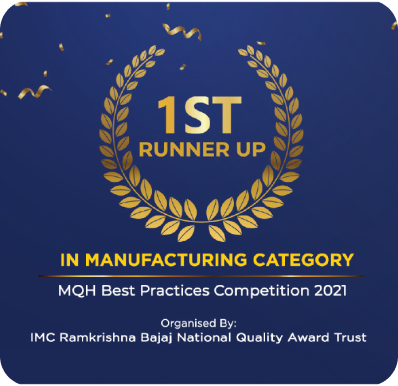 1ST
RUNNER UP
IN MANUFACTURING CATEGORY
MQH Best Practices Competition 2021
Organised By:
IMC Ramkrishna Bajaj National Quality Award Trust